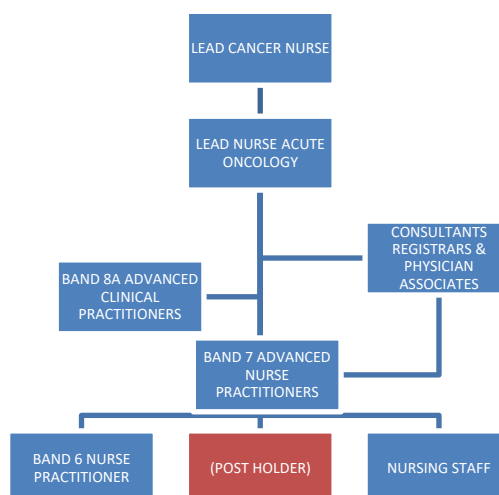 LEAD CANCER NURSE
LEAD NURSE ACUTE
ONCOLOGY
CONSULTANTS
REGISTRARS &
PHYSICIAN
ASSOCIATES
BAND 8A ADVANCED
CLINICAL
PRACTITIONERS
BAND 7 ADVANCED
NURSE
PRACTITIONERS
BAND 6 NURSE
PRACTITIONER
(POST HOLDER)
NURSING STAFF